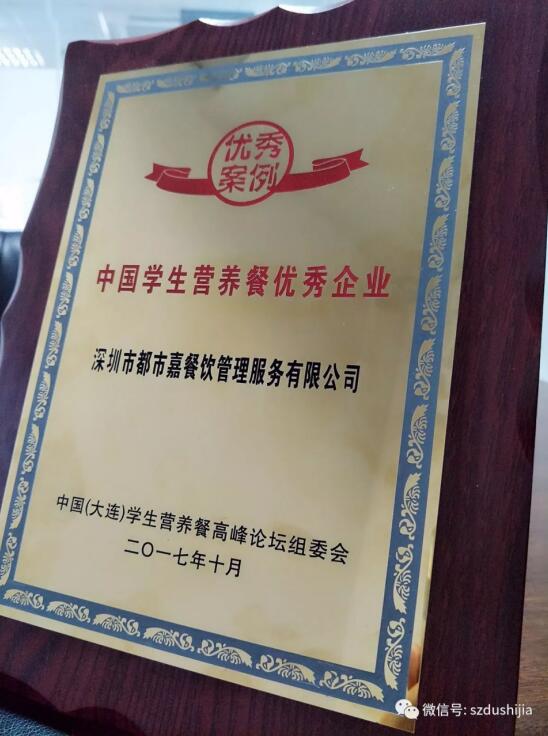 优秀
案例
中国学生营养餐优秀企业
深圳市都市嘉餐饮管理服务有限公司
中国(大连)学生营养餐高峰论坛组委会
二〇一七年十月
微信号: szdushijia